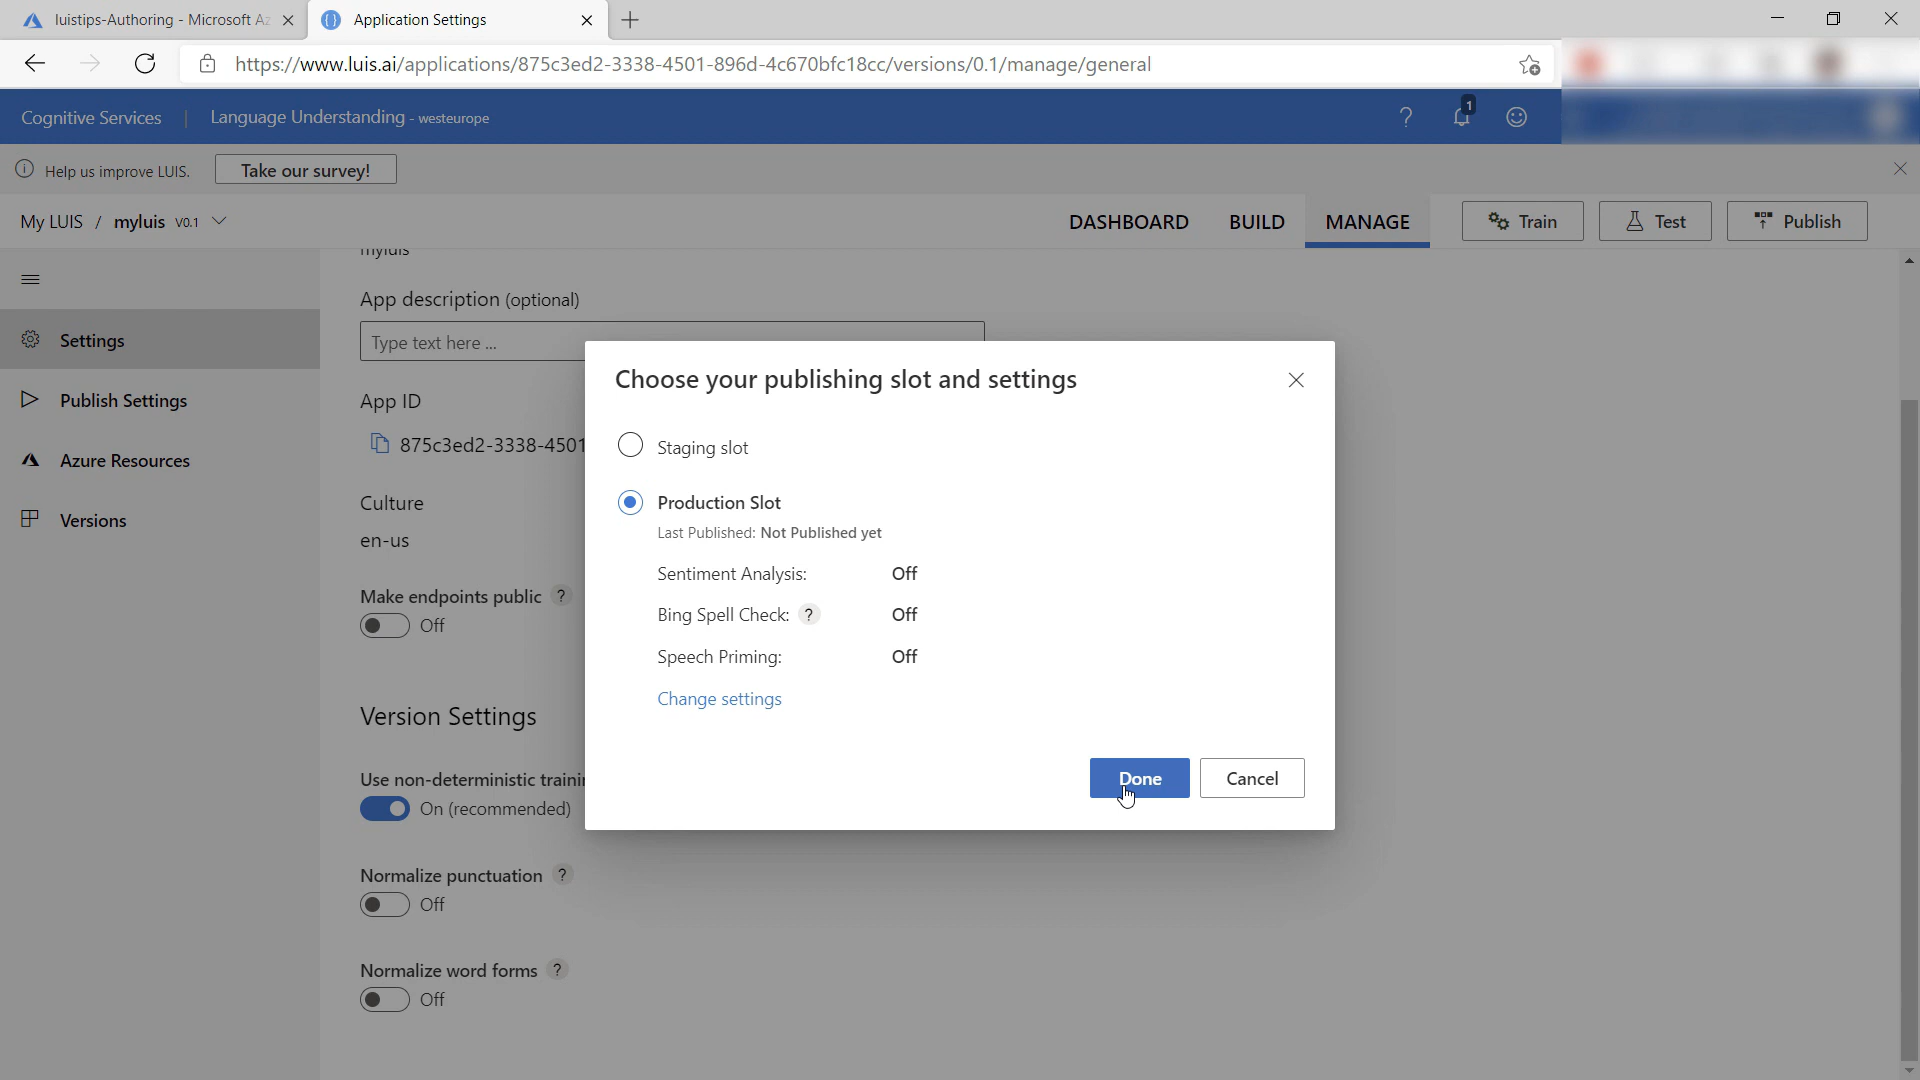 luistips-Authoring - Microsoft Az
Application Settings
https://www.luis.ai/applications/875c3ed2-3338-4501-896d-4c670bfc18cc/versions/0.1/manage/general
Cognitive Services | Language Understanding - westeurope
? 1
Help us improve LUIS. Take our survey!
My LUIS / myluis V0.1
DASHBOARD BUILD MANAGE Train Test Publish
myluis
App description (optional)
Type text here ...
Settings
Publish Settings
Azure Resources
Versions
App ID
875c3ed2-3338-4501
Culture
en-us
Make endpoints public ?
Off
Version Settings
Use non-deterministic trainin
On (recommended)
Normalize punctuation ?
Off
Normalize word forms ?
Off
Choose your publishing slot and settings
Staging slot
Production Slot
Last Published: Not Published yet
Sentiment Analysis: Off
Bing Spell Check: ? Off
Speech Priming: Off
Change settings
Done Cancel